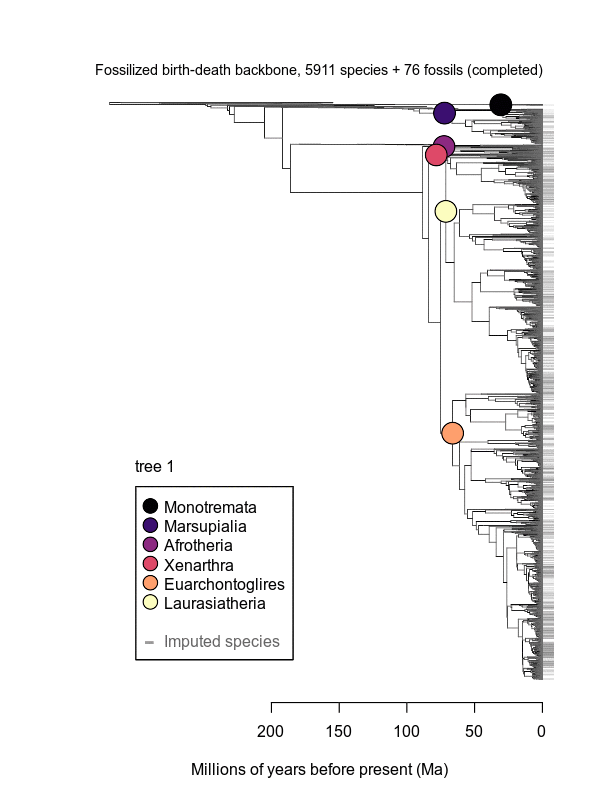 Fossilized birth-death backbone, 5911 species + 76 fossils (completed)
tree 1
Monotremata
Marsupialia
Afrotheria
Xenarthra
Euarchontoglires
Laurasiatheria
Imputed species
200 150 100 50 0
Millions of years before present (Ma)